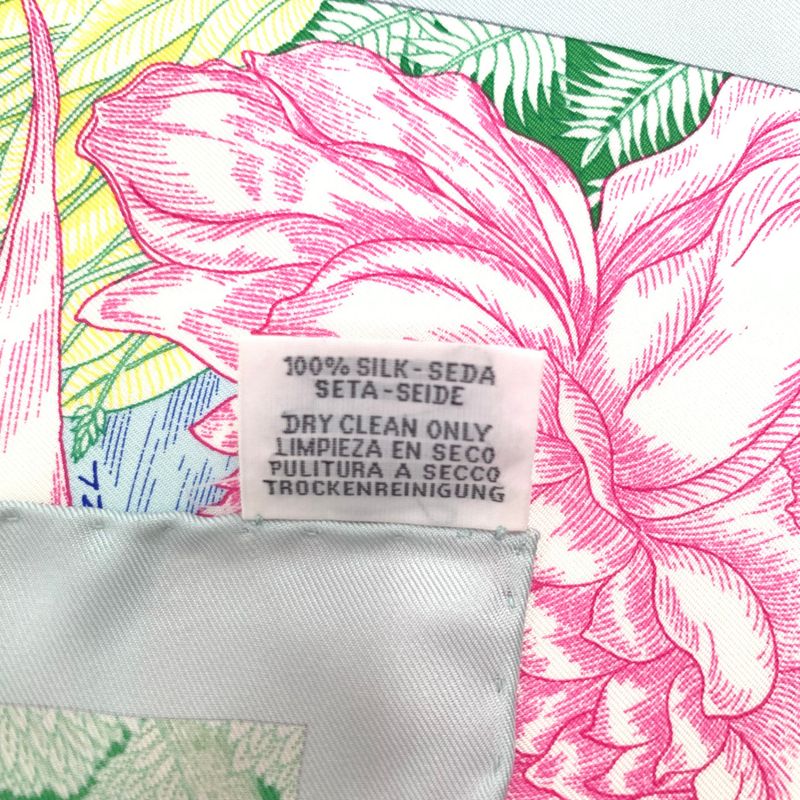 100% SILK-SEDA
SETA-SEIDE
DRY CLEAN ONLY
LIMPIEZA EN SECO
PULITURA A SECCO
TROCKENREINIGUNG